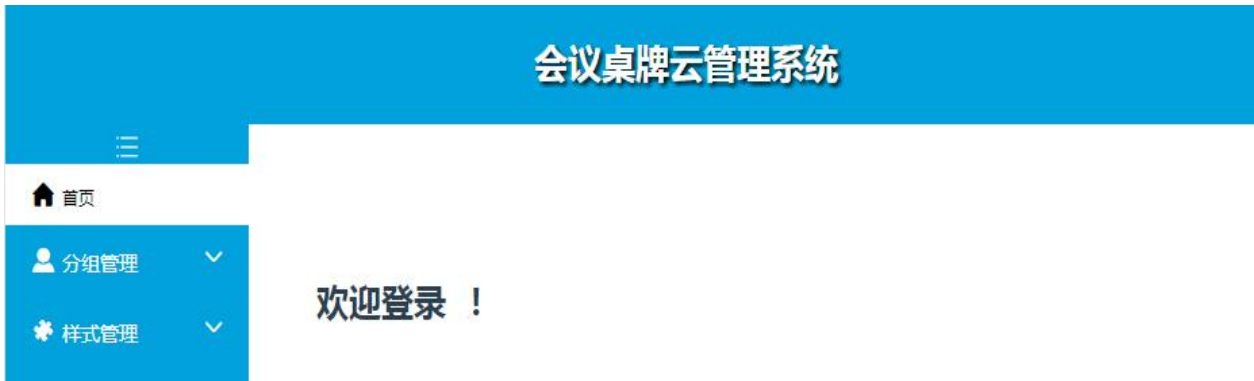 会议桌牌云管理系统
首页
分组管理
样式管理
欢迎登录 ！